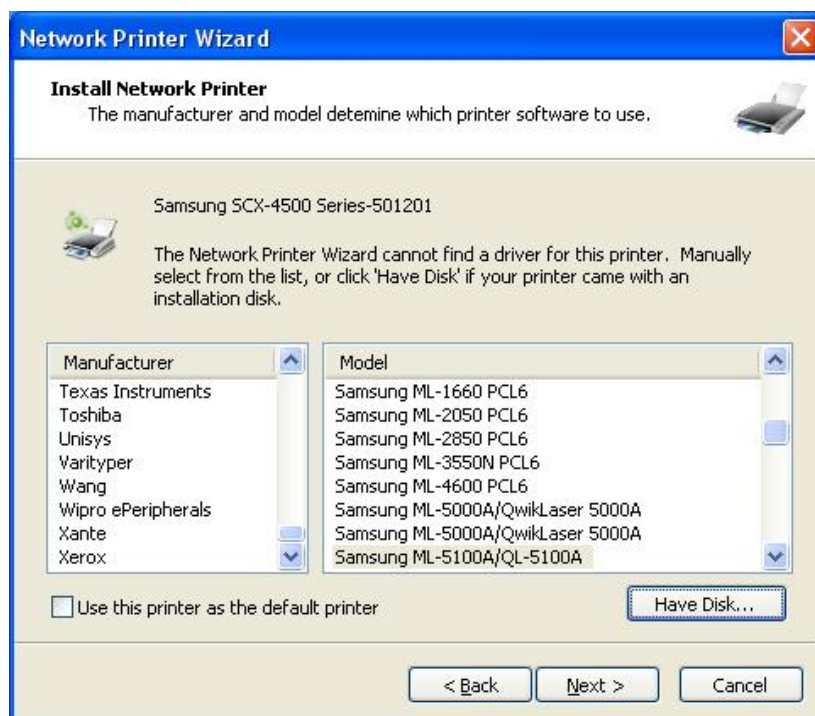 Network Printer Wizard
Install Network Printer
The manufacturer and model detemine which printer software to use.
Samsung SCX-4500 Series-501201
The Network Printer Wizard cannot find a driver for this printer. Manually
select from the list, or click 'Have Disk' if your printer came with an
installation disk.
Manufacturer
Texas Instruments
Toshiba
Unisys
Varityper
Wang
Wipro ePeripherals
Xante
Xerox
Model
Samsung ML-1660 PCL6
Samsung ML-2050 PCL6
Samsung ML-2850 PCL6
Samsung ML-3550N PCL6
Samsung ML-4600 PCL6
Samsung ML-5000A/QwikLaser 5000A
Samsung ML-5000A/QwikLaser 5000A
Samsung ML-5100A/QL-5100A
Use this printer as the default printer
Have Disk...
< Back
Next >
Cancel